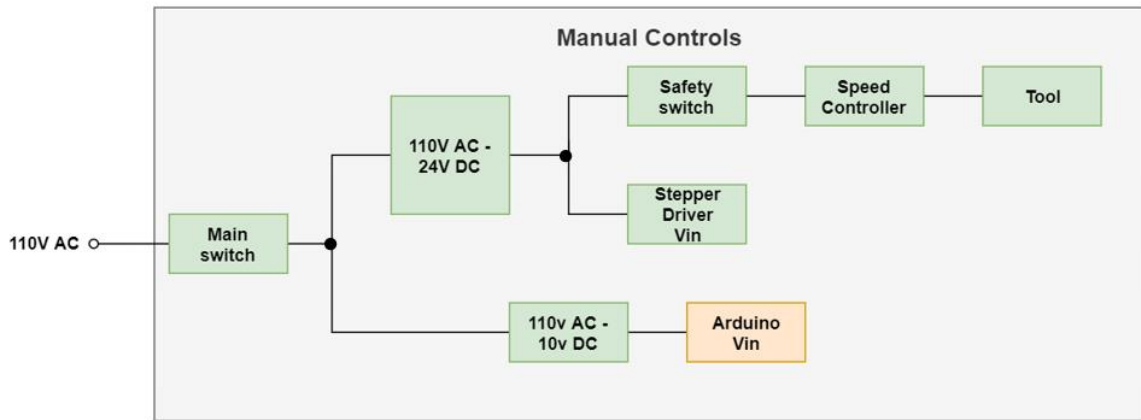 Manual Controls
Safety
switch
Speed
Controller
Tool
110V AC -
24V DC
Stepper
Driver
Vin
110V AC
Main
switch
110v AC -
10v DC
Arduino
Vin